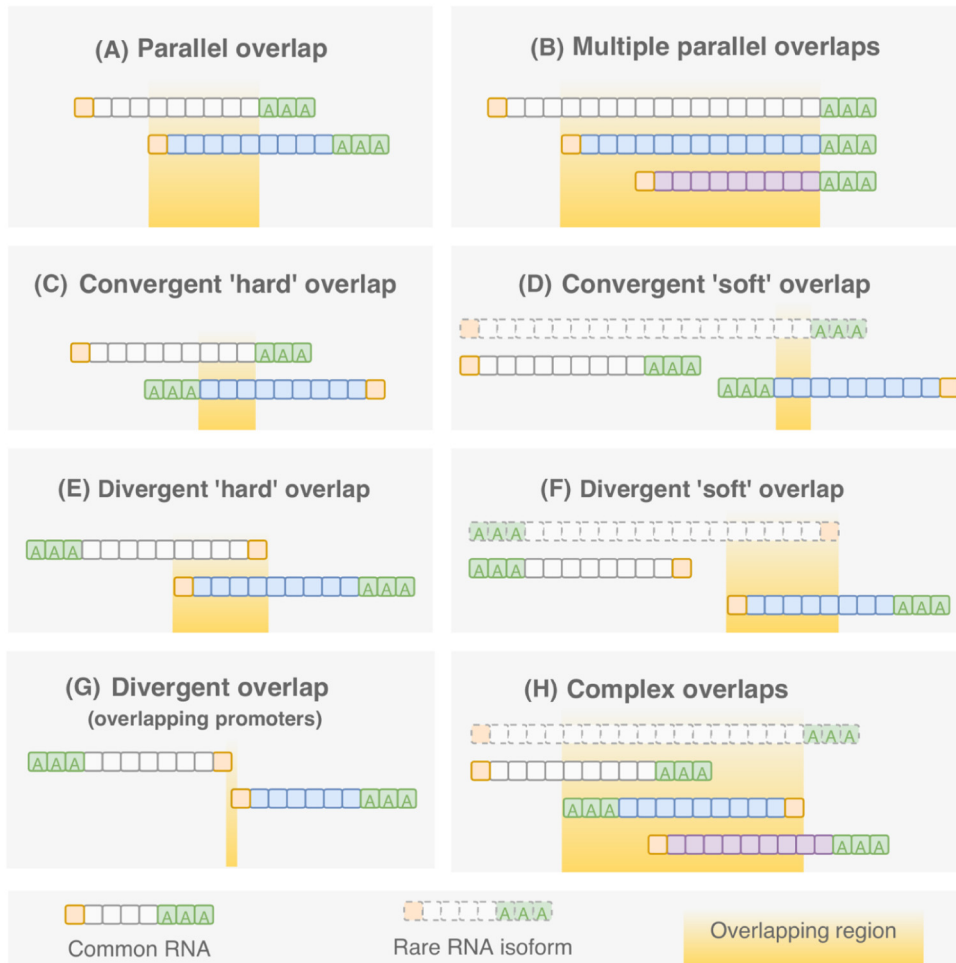 (A) Parallel overlap
AAA
AAA
(B) Multiple parallel overlaps
AAA
AAA
AAA
(C) Convergent 'hard' overlap
AAA
AAA
(D) Convergent 'soft' overlap
AAA
AAA
AAA
(E) Divergent 'hard' overlap
AAA
AAA
(F) Divergent 'soft' overlap
AAA
AAA
AAA
(G) Divergent overlap
(overlapping promoters)
AAA
AAA
(H) Complex overlaps
AAA
AAA
AAA
AAA
AAA
Common RNA
AAA
Rare RNA isoform
Overlapping region